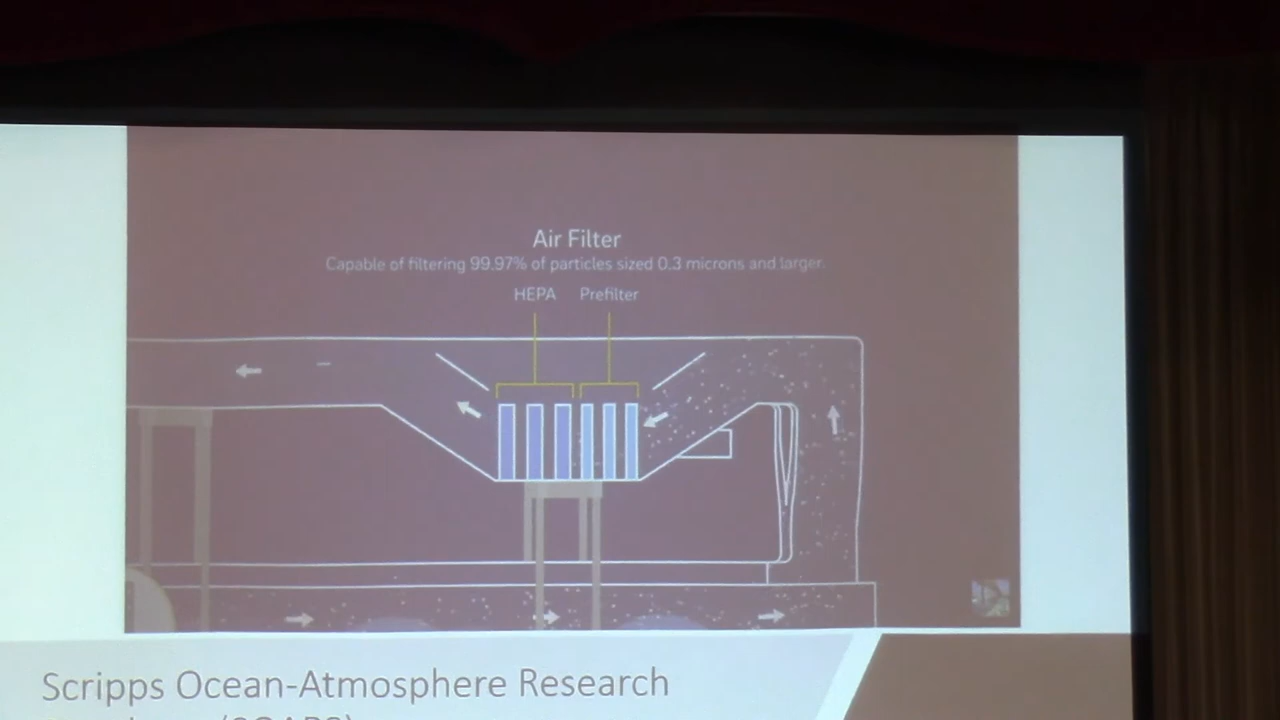 Air Filter
Capable of filtering 99.97% of particles sized 0.3 microns and larger.
HEPA Prefilter
Scripps Ocean-Atmosphere Research
(SOARS)